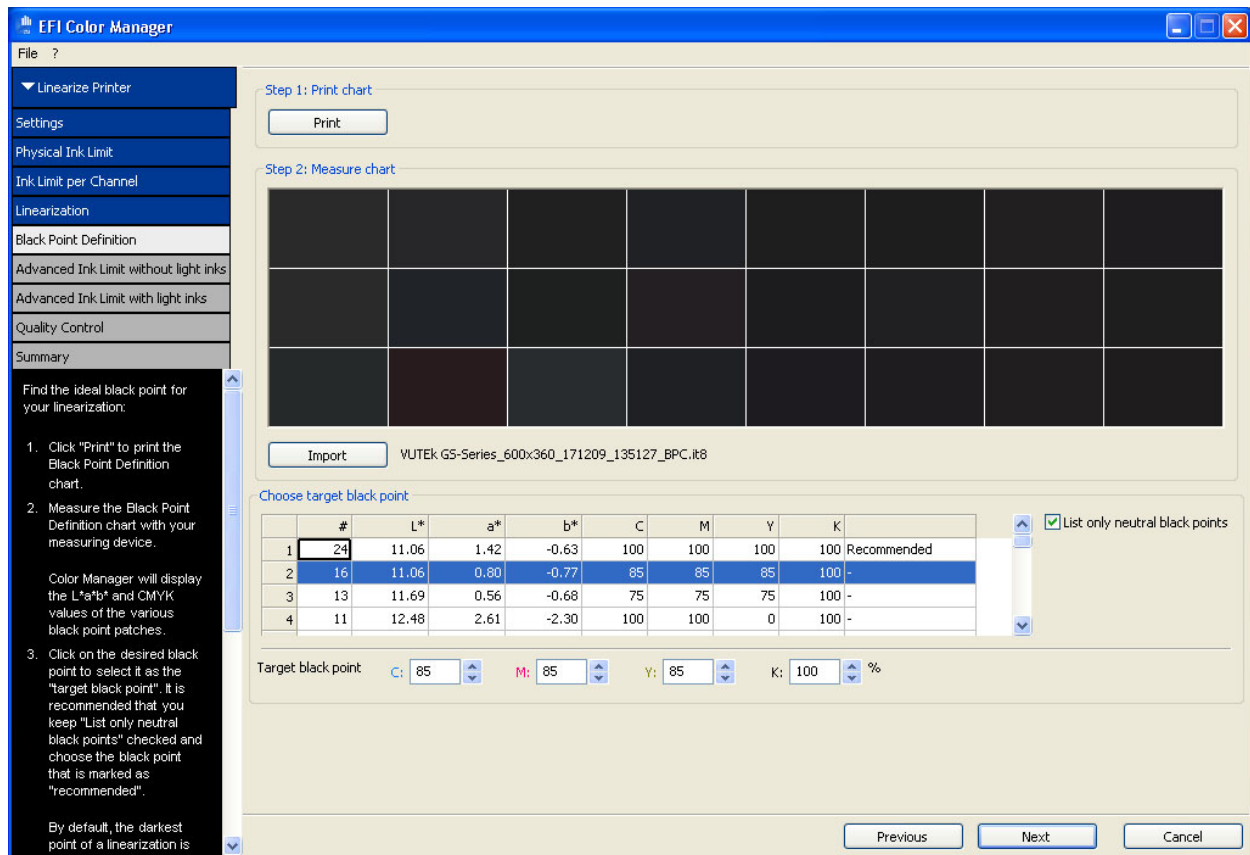 EFI Color Manager
File ?
Linearize Printer
Settings
Physical Ink Limit
Ink Limit per Channel
Linearization
Black Point Definition
Advanced Ink Limit without light inks
Advanced Ink Limit with light inks
Quality Control
Summary
Find the ideal black point for
your linearization:
1. Click "Print" to print the
Black Point Definition
chart.
2. Measure the Black Point
Definition chart with your
measuring device.
Color Manager will display
the L*a*b* and CMYK
values of the various
black point patches.
3. Click on the desired black
point to select it as the
"target black point". It is
recommended that you
keep "List only neutral
black points" checked and
choose the black point
that is marked as
"recommended".
By default, the darkest
point of a linearization is
Step 1: Print chart
Print
Step 2: Measure chart
Import VUTEk GS-Series_600x360_171209_135127_BPC.it8
Choose target black point
# L* a* b* C M Y K
1 24 11.06 1.42 -0.63 100 100 100 100 Recommended
2 16 11.06 0.80 -0.77 85 85 85 100 -
3 13 11.69 0.56 -0.68 75 75 75 100 -
4 11 12.48 2.61 -2.30 100 100 0 100 -
List only neutral black points
Target black point C: 85 M: 85 Y: 85 K: 100 %
Previous Next Cancel